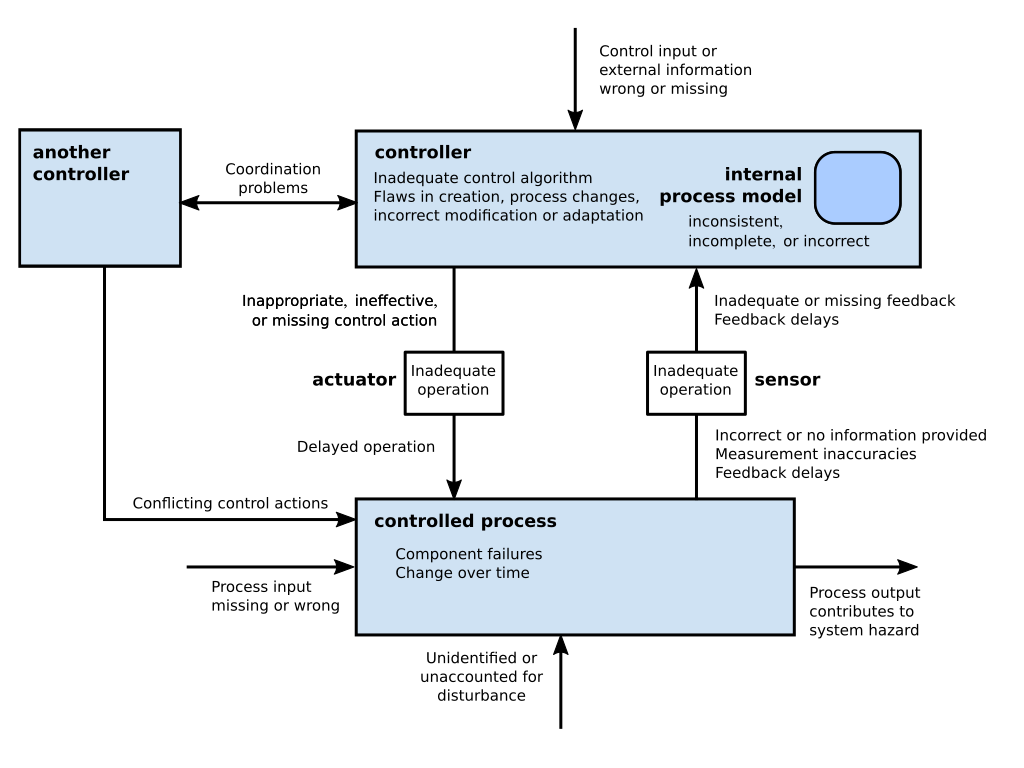 Control input or
external information
wrong or missing
another
controller
Coordination
problems
controller
Inadequate control algorithm
Flaws in creation, process changes,
incorrect modification or adaptation
internal
process model
inconsistent,
incomplete, or incorrect
Inappropriate, ineffective,
or missing control action
Inadequate or missing feedback
Feedback delays
actuator
Inadequate
operation
Inadequate
operation
sensor
Delayed operation
Incorrect or no information provided
Measurement inaccuracies
Feedback delays
Conflicting control actions
controlled process
Component failures
Change over time
Process input
missing or wrong
Process output
contributes to
system hazard
Unidentified or
unaccounted for
disturbance